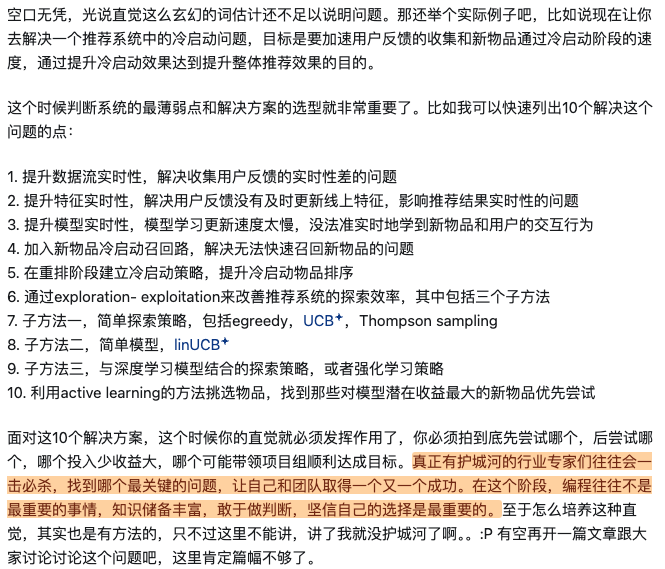 空口无凭，光说直觉这么玄幻的词估计还不足以说明问题。那还举个实际例子吧，比如说现在让你
去解决一个推荐系统中的冷启动问题，目标是要加速用户反馈的收集和新物品通过冷启动阶段的速
度，通过提升冷启动效果达到提升整体推荐效果的目的。
这个时候判断系统的最薄弱点和解决方案的选型就非常重要了。比如我可以快速列出10个解决这个
问题的点：
1. 提升数据流实时性，解决收集用户反馈的实时性差的问题
2. 提升特征实时性，解决用户反馈没有及时更新线上特征，影响推荐结果实时性的问题
3. 提升模型实时性，模型学习更新速度太慢，没法准实时地学到新物品和用户的交互行为
4. 加入新物品冷启动召回路，解决无法快速召回新物品的问题
5. 在重排阶段建立冷启动策略，提升冷启动物品排序
6. 通过exploration- exploitation来改善推荐系统的探索效率，其中包括三个子方法
7. 子方法一，简单探索策略，包括egreedy，UCB，Thompson sampling
8. 子方法二，简单模型，linUCB
9. 子方法三，与深度学习模型结合的探索策略，或者强化学习策略
10. 利用active learning的方法挑选物品，找到那些对模型潜在收益最大的新物品优先尝试
面对这10个解决方案，这个时候你的直觉就必须发挥作用了，你必须拍到底先尝试哪个，后尝试哪
个，哪个投入少收益大，哪个可能带领项目组顺利达成目标。真正有护城河的行业专家们往往会一
击必杀，找到哪个最关键的问题，让自己和团队取得一个又一个成功。在这个阶段，编程往往不是
最重要的事情，知识储备丰富，敢于做判断，坚信自己的选择是最重要的。至于怎么培养这种直
觉，其实也是有方法的，只不过这里不能讲，讲了我就没护城河了啊。。:P 有空再开一篇文章跟大
家讨论讨论这个问题吧，这里肯定篇幅不够了。